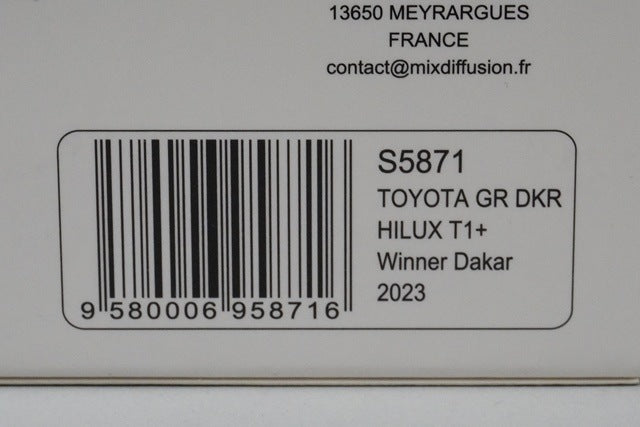 13650 MEYRARGUES
FRANCE
contact@mixdiffusion.fr
S5871
TOYOTA GR DKR
HILUX T1+
Winner Dakar
2023
9 580006 958716